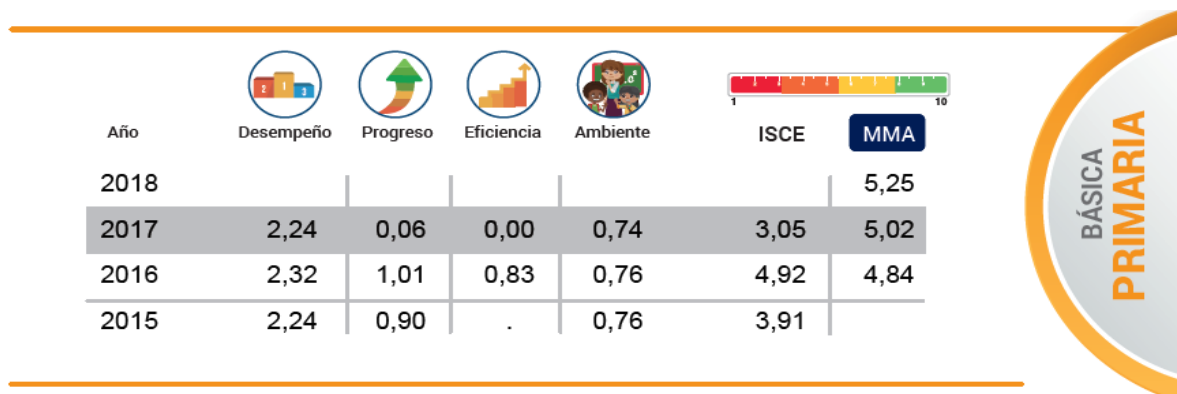 1 10
Año Desempeño Progreso Eficiencia Ambiente ISCE MMA
2018 5,25
2017 2,24 0,06 0,00 0,74 3,05 5,02
2016 2,32 1,01 0,83 0,76 4,92 4,84
2015 2,24 0,90 . 0,76 3,91
BÁSICA
PRIMARIA